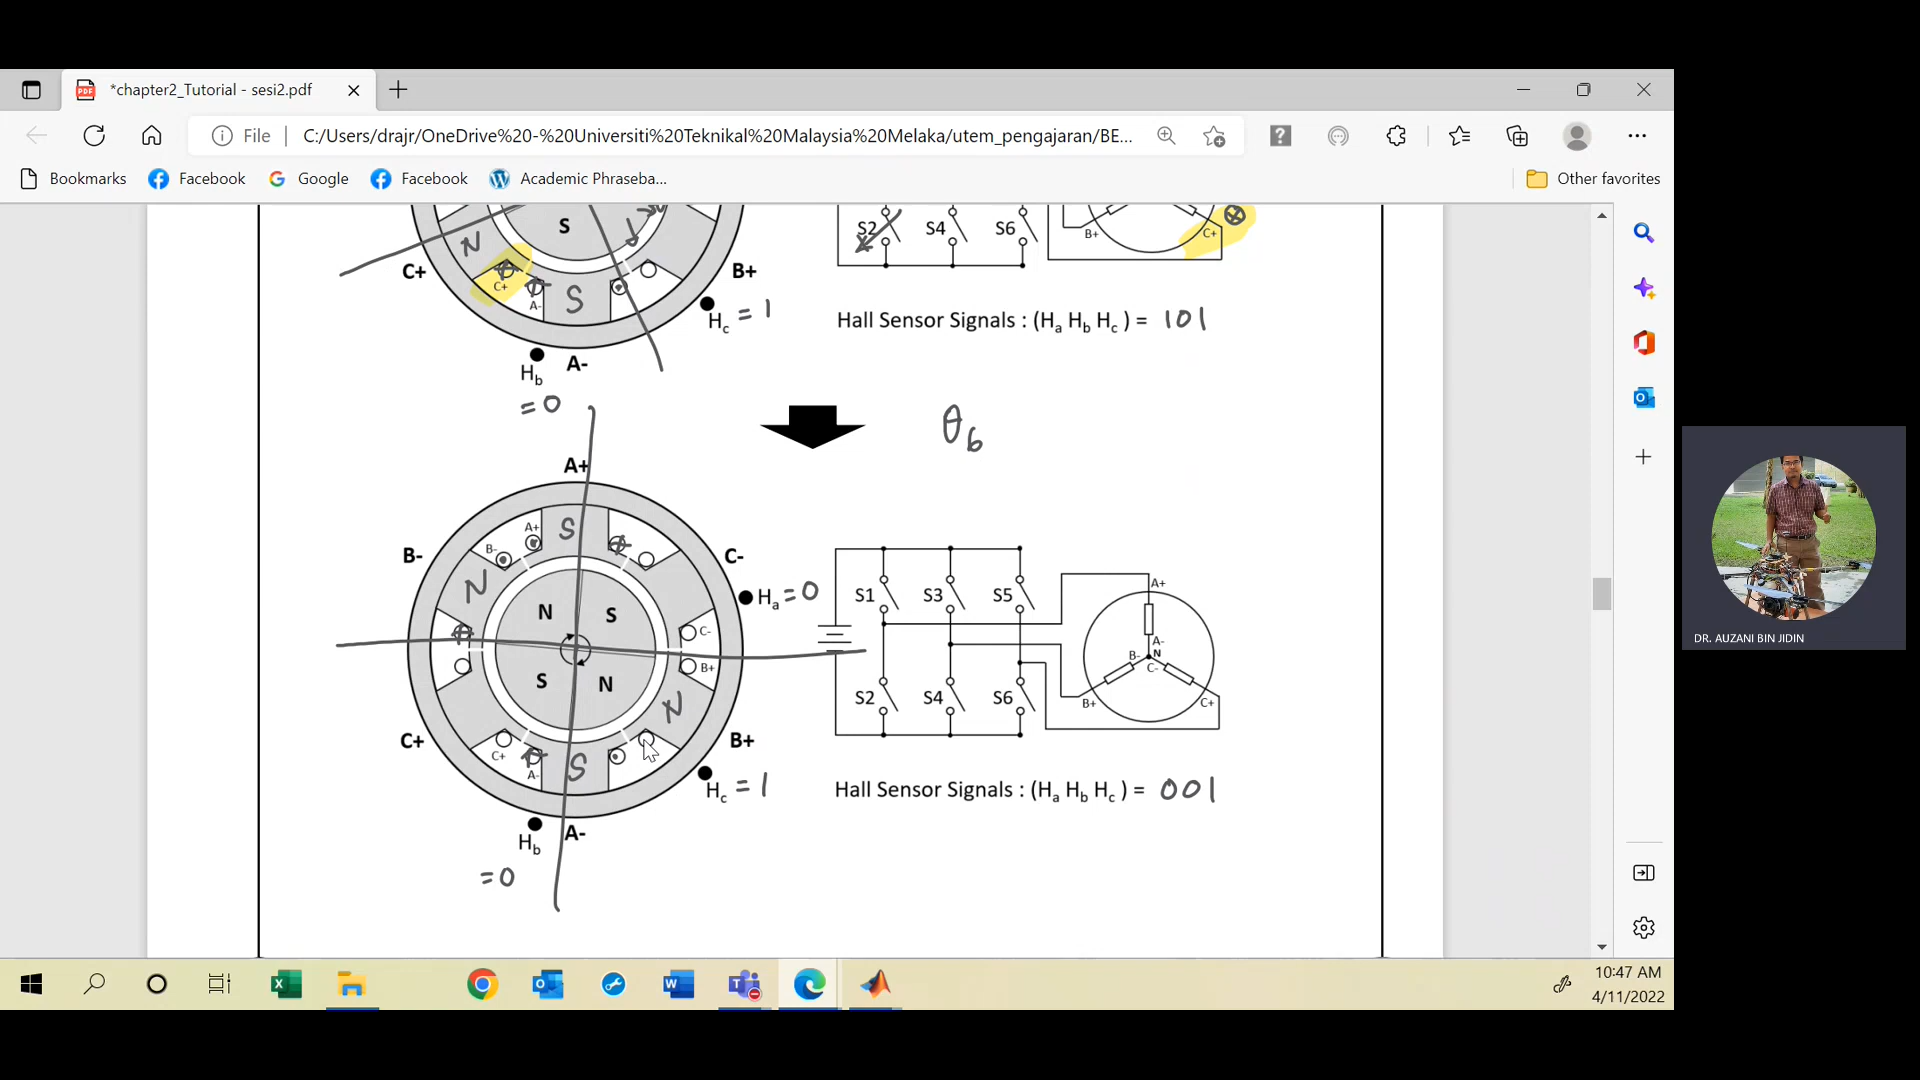 *chapter2_Tutorial - sesi2.pdf
File
C:/Users/drajr/OneDrive%20-%20Universiti%20Teknikal%20Malaysia%20Melaka/utem_pengajaran/BE...
Bookmarks Facebook Google Facebook Academic Phraseba... Other favorites
S S2 S4 S6 B+ C+
N
C+ B+
C+
A- S
Hc = 1
Hall Sensor Signals : (Ha Hb Hc ) = 101
Hb A-
= 0
θ6
A+
A+ S
B- B- C-
N
A+
Ha = 0
S1 S3 S5
N S
C-
A-
B- N
C-
S N
B+
S2 S4 S6
B+ C+
N
C+ B+
C+
A- S
Hc = 1
Hall Sensor Signals : (Ha Hb Hc ) = 001
Hb A-
= 0
DR. AUZANI BIN JIDIN
10:47 AM
4/11/2022